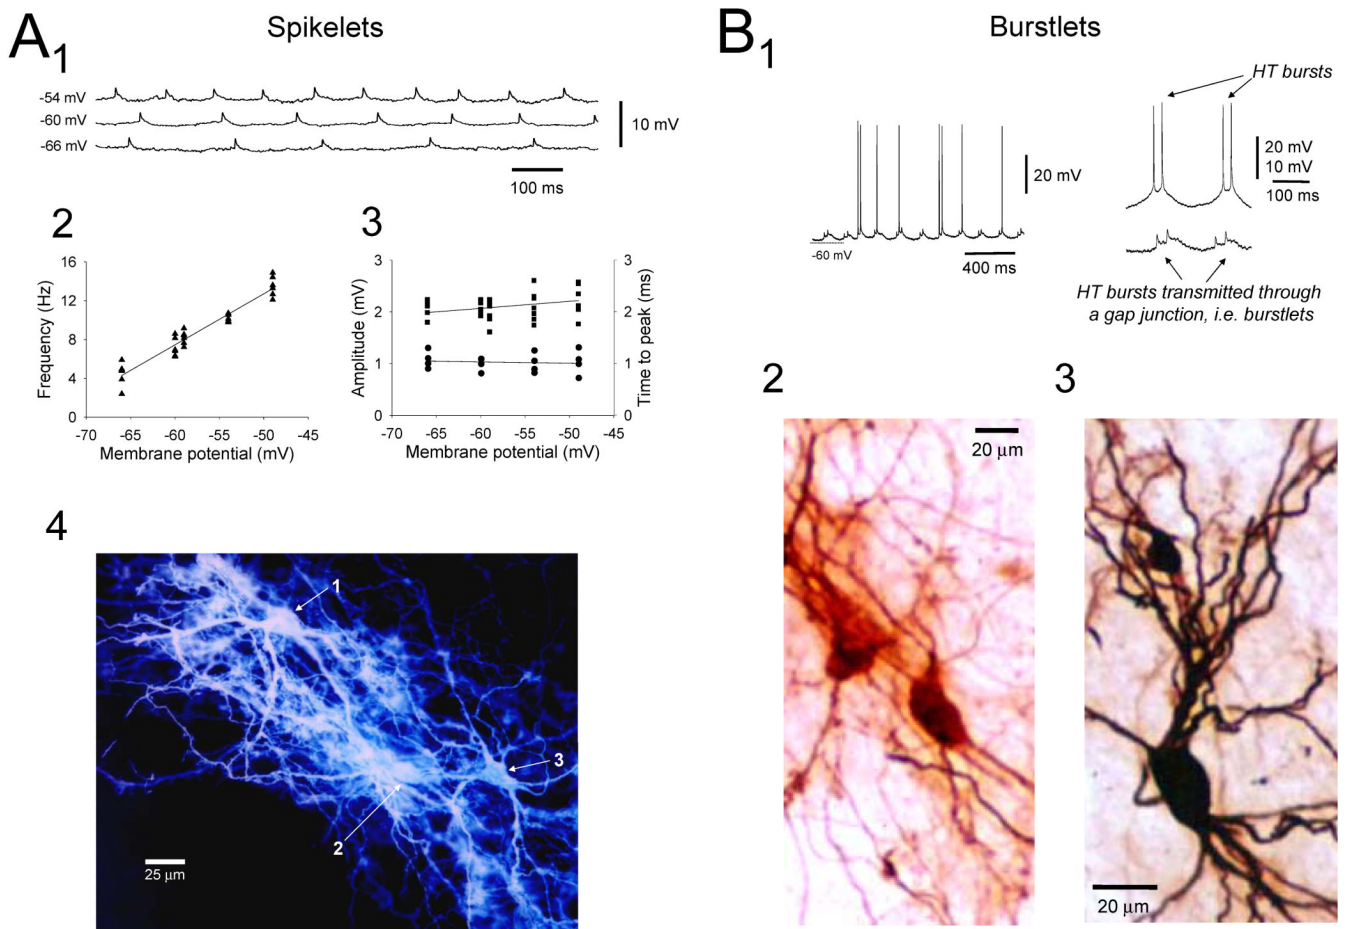 A1
Spikelets
-54 mV
-60 mV
-66 mV
10 mV
100 ms
2
Frequency (Hz)
16
12
8
4
0
-70 -65 -60 -55 -50 -45
Membrane potential (mV)
3
Amplitude (mV)
3
2
1
0
3
2
1
0
Time to peak (ms)
-70 -65 -60 -55 -50 -45
Membrane potential (mV)
4
1
2
3
25 μm
B1
Burstlets
-60 mV
20 mV
400 ms
HT bursts
20 mV
10 mV
100 ms
HT bursts transmitted through
a gap junction, i.e. burstlets
2
20 μm
3
20 μm